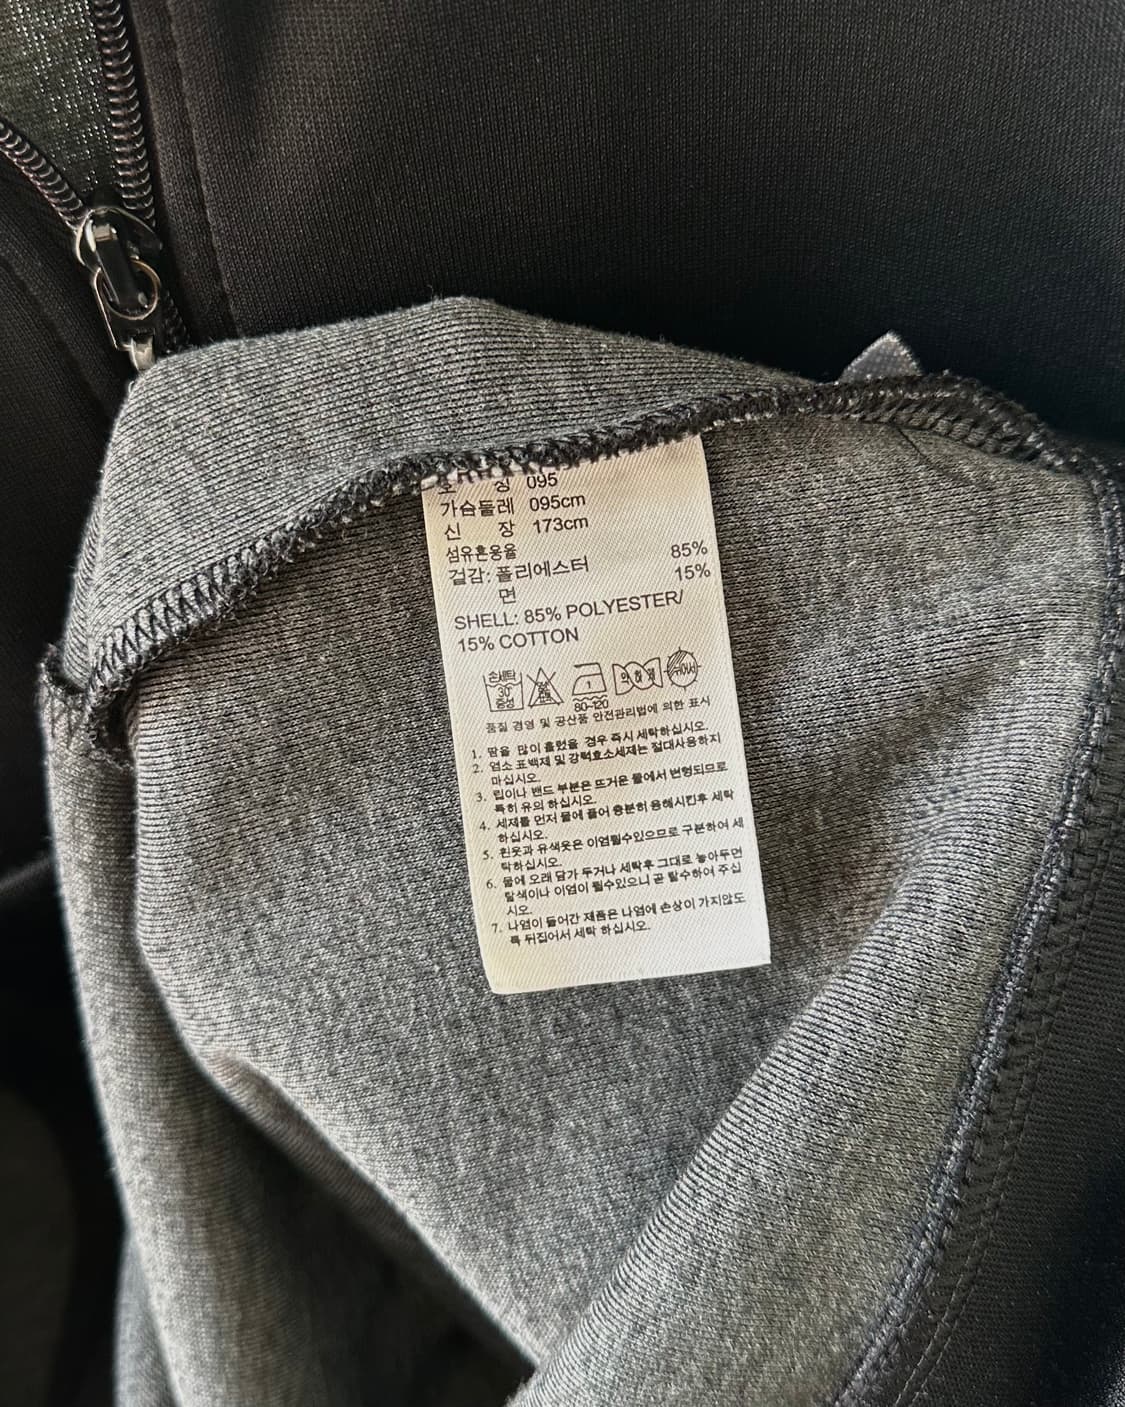 호 칭 095
가슴둘레 095cm
신 장 173cm
섬유혼용율
겉감: 폴리에스터 85%
면 15%
SHELL: 85% POLYESTER/
15% COTTON
손세탁
30
중성
80~120
품질 경영 및 공산품 안전관리법에 의한 표시
1. 땀을 많이 흘렸을 경우 즉시 세탁하십시오.
2. 염소 표백제 및 강력효소세제는 절대사용하지
마십시오.
3. 립이나 밴드 부분은 뜨거운 물에서 변형되므로
특히 유의 하십시오.
4. 세제를 먼저 물에 풀어 충분히 용해시킨후 세탁
하십시오.
5. 흰옷과 유색옷은 이염될수있으므로 구분하여 세
탁하십시오.
6. 물에 오래 담가 두거나 세탁후 그대로 놓아두면
탈색이나 이염이 될수있으니 곧 탈수하여 주십
시오.
7. 나염이 들어간 제품은 나염에 손상이 가지않도
록 뒤집어서 세탁 하십시오.